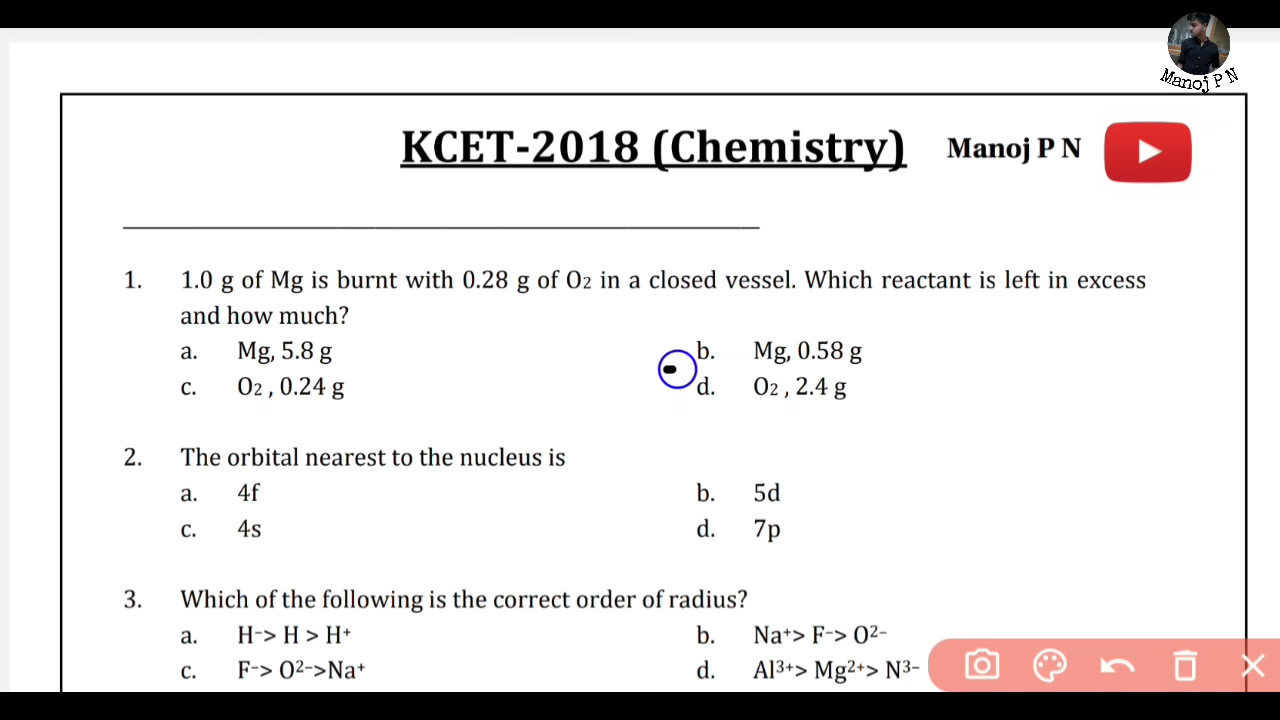 Manoj P N
KCET-2018 (Chemistry) Manoj P N
1. 1.0 g of Mg is burnt with 0.28 g of O2 in a closed vessel. Which reactant is left in excess
and how much?
a. Mg, 5.8 g b. Mg, 0.58 g
c. O2 , 0.24 g d. O2 , 2.4 g
2. The orbital nearest to the nucleus is
a. 4f b. 5d
c. 4s d. 7p
3. Which of the following is the correct order of radius?
a. H⁻> H > H⁺ b. Na⁺> F⁻> O²⁻
c. F⁻> O²⁻>Na⁺ d. Al³⁺> Mg²⁺> N³⁻